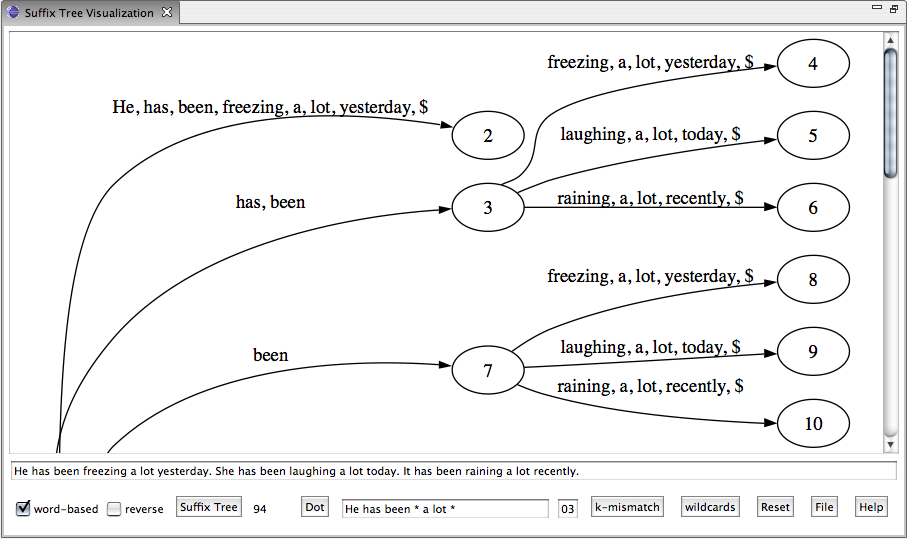 Suffix Tree Visualization
freezing, a, lot, yesterday, $
4
He, has, been, freezing, a, lot, yesterday, $
2
laughing, a, lot, today, $
5
has, been
3
raining, a, lot, recently, $
6
freezing, a, lot, yesterday, $
8
been
7
laughing, a, lot, today, $
9
raining, a, lot, recently, $
10
He has been freezing a lot yesterday. She has been laughing a lot today. It has been raining a lot recently.
word-based reverse Suffix Tree 94 Dot He has been * a lot * 03 k-mismatch wildcards Reset File Help